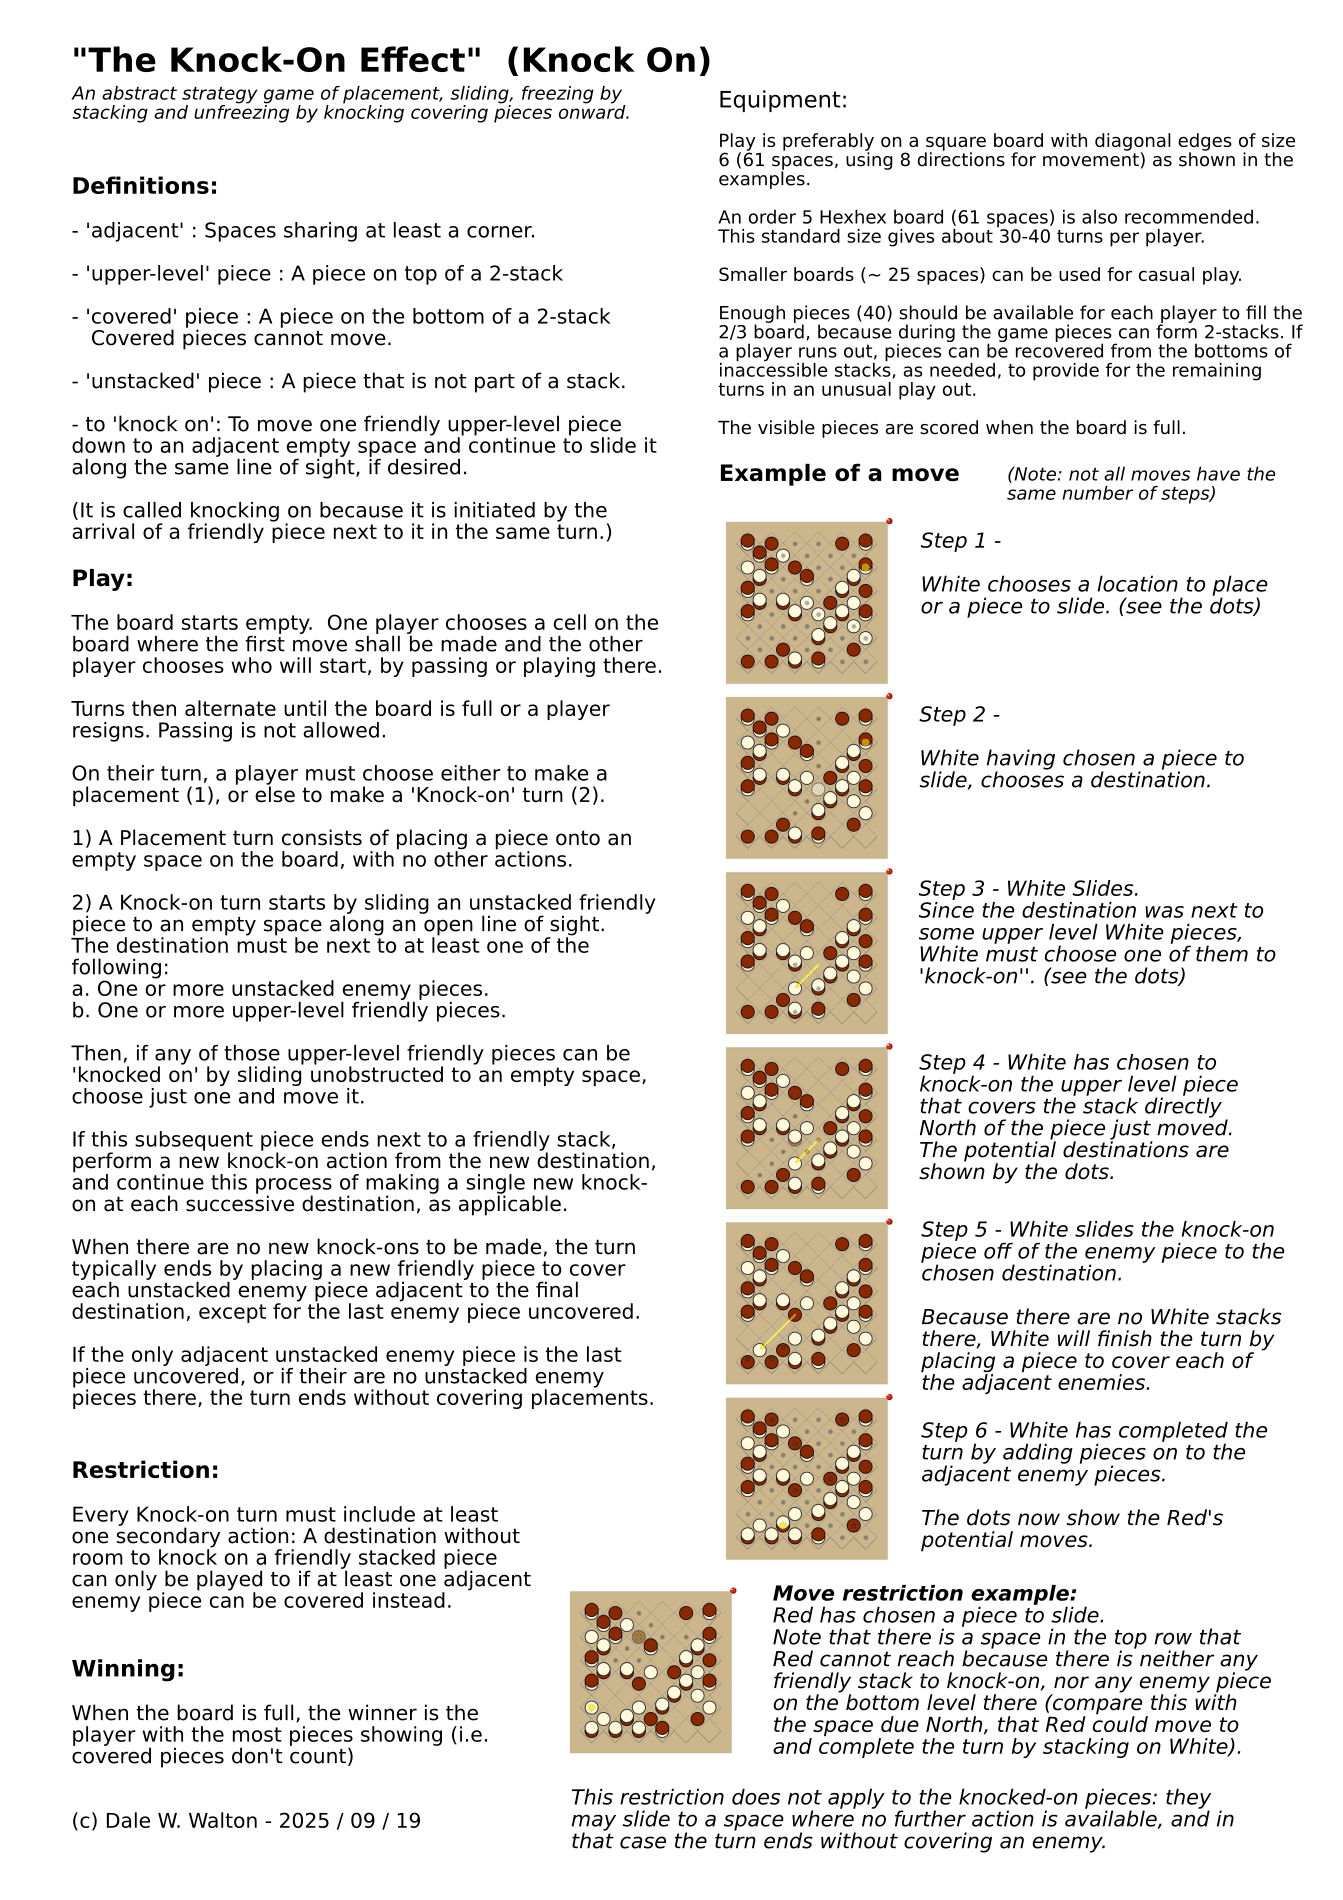 "The Knock-On Effect"  (Knock On)
An abstract strategy game of placement, sliding, freezing by
stacking and unfreezing by knocking covering pieces onward.
Definitions:
- 'adjacent' : Spaces sharing at least a corner.
- 'upper-level' piece : A piece on top of a 2-stack
- 'covered' piece : A piece on the bottom of a 2-stack
Covered pieces cannot move.
- 'unstacked' piece : A piece that is not part of a stack.
- to 'knock on': To move one friendly upper-level piece
down to an adjacent empty space and continue to slide it
along the same line of sight, if desired.
(It is called knocking on because it is initiated by the
arrival of a friendly piece next to it in the same turn.)
Play:
The board starts empty.  One player chooses a cell on the
board where the first move shall be made and the other
player chooses who will start, by passing or playing there.
Turns then alternate until the board is full or a player
resigns. Passing is not allowed.
On their turn, a player must choose either to make a
placement (1), or else to make a 'Knock-on' turn (2).
1) A Placement turn consists of placing a piece onto an
empty space on the board, with no other actions.
2) A Knock-on turn starts by sliding an unstacked friendly
piece to an empty space along an open line of sight.
The destination must be next to at least one of the
following:
a. One or more unstacked enemy pieces.
b. One or more upper-level friendly pieces.
Then, if any of those upper-level friendly pieces can be
'knocked on' by sliding unobstructed to an empty space,
choose just one and move it.
If this subsequent piece ends next to a friendly stack,
perform a new knock-on action from the new destination,
and continue this process of making a single new knock-
on at each successive destination, as applicable.
When there are no new knock-ons to be made, the turn
typically ends by placing a new friendly piece to cover
each unstacked enemy piece adjacent to the final
destination, except for the last enemy piece uncovered.
If the only adjacent unstacked enemy piece is the last
piece uncovered, or if their are no unstacked enemy
pieces there, the turn ends without covering placements.
Restriction:
Every Knock-on turn must include at least
one secondary action: A destination without
room to knock on a friendly stacked piece
can only be played to if at least one adjacent
enemy piece can be covered instead.
Winning:
When the board is full, the winner is the
player with the most pieces showing (i.e.
covered pieces don't count)
(c) Dale W. Walton - 2025 / 09 / 19
Equipment:
Play is preferably on a square board with diagonal edges of size
6 (61 spaces, using 8 directions for movement) as shown in the
examples.
An order 5 Hexhex board (61 spaces) is also recommended.
This standard size gives about 30-40 turns per player.
Smaller boards (~ 25 spaces) can be used for casual play.
Enough pieces (40) should be available for each player to fill the
2/3 board, because during the game pieces can form 2-stacks. If
a player runs out, pieces can be recovered from the bottoms of
inaccessible stacks, as needed, to provide for the remaining
turns in an unusual play out.
The visible pieces are scored when the board is full.
Example of a move
(Note: not all moves have the
same number of steps)
Step 1 -
White chooses a location to place
or a piece to slide. (see the dots)
Step 2 -
White having chosen a piece to
slide, chooses a destination.
Step 3 - White Slides.
Since the destination was next to
some upper level White pieces,
White must choose one of them to
'knock-on''. (see the dots)
Step 4 - White has chosen to
knock-on the upper level piece
that covers the stack directly
North of the piece just moved.
The potential destinations are
shown by the dots.
Step 5 - White slides the knock-on
piece off of the enemy piece to the
chosen destination.
Because there are no White stacks
there, White will finish the turn by
placing a piece to cover each of
the adjacent enemies.
Step 6 - White has completed the
turn by adding pieces on to the
adjacent enemy pieces.
The dots now show the Red's
potential moves.
Move restriction example:
Red has chosen a piece to slide.
Note that there is a space in the top row that
Red cannot reach because there is neither any
friendly stack to knock-on, nor any enemy piece
on the bottom level there (compare this with
the space due North, that Red could move to
and complete the turn by stacking on White).
This restriction does not apply to the knocked-on pieces: they
may slide to a space where no further action is available, and in
that case the turn ends without covering an enemy.